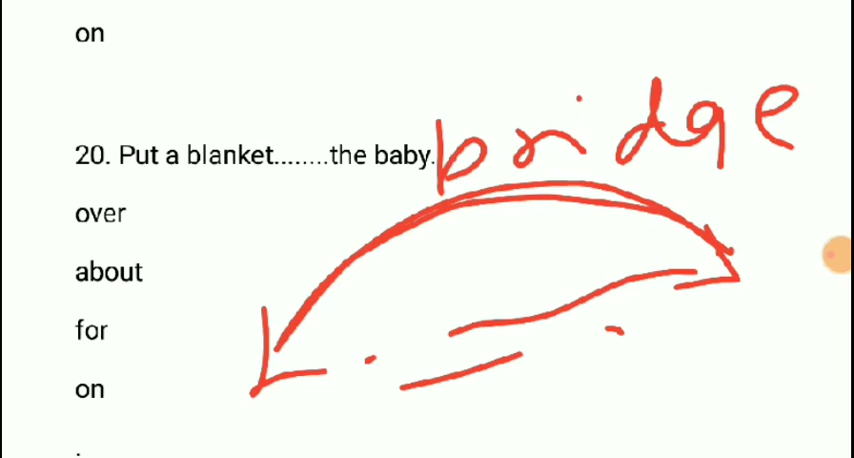 on
bridge
20. Put a blanket........the baby.
over
about
for
on